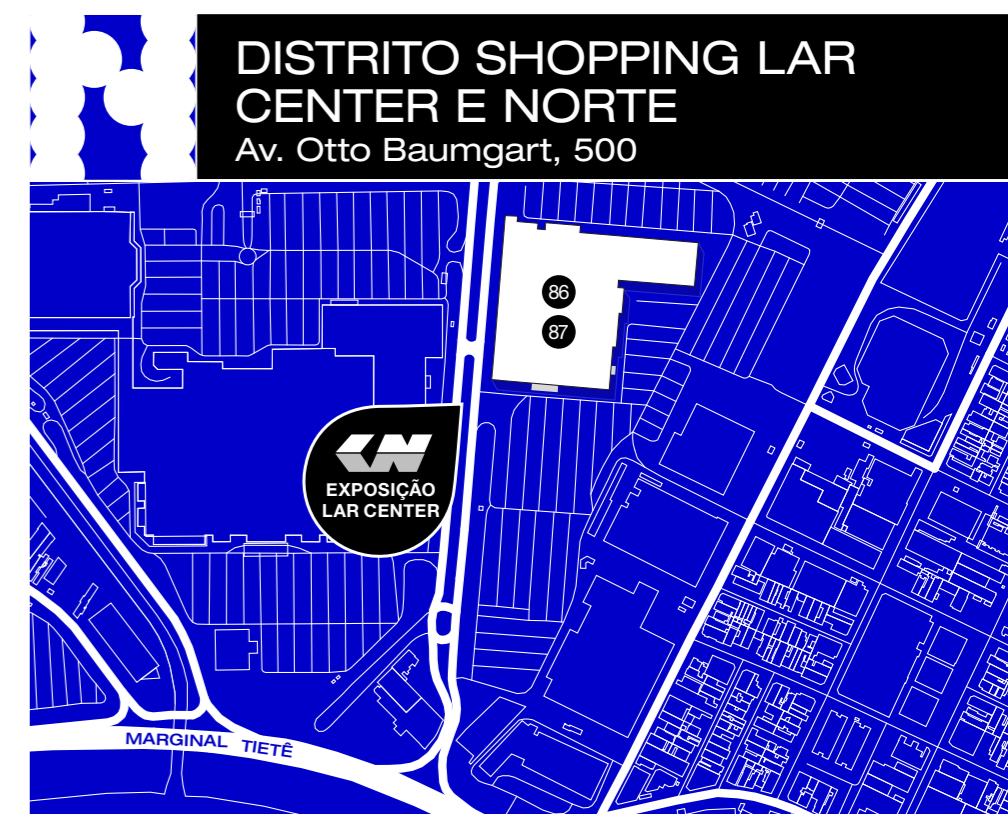 DISTRITO SHOPPING LAR
CENTER E NORTE
Av. Otto Baumgart, 500
86
87
EXPOSIÇÃO
LAR CENTER
MARGINAL TIETÊ